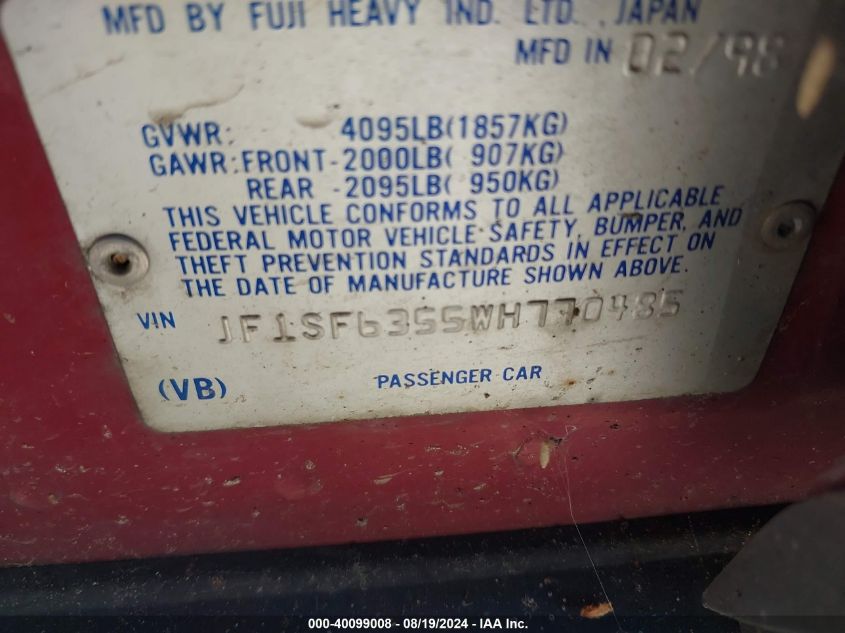 MFD BY FUJI HEAVY IND. LTD., JAPAN
MFD IN 02/98
GVWR: 4095LB(1857KG)
GAWR:FRONT-2000LB( 907KG)
REAR -2095LB( 950KG)
THIS VEHICLE CONFORMS TO ALL APPLICABLE
FEDERAL MOTOR VEHICLE SAFETY, BUMPER, AND
THEFT PREVENTION STANDARDS IN EFFECT ON
THE DATE OF MANUFACTURE SHOWN ABOVE.
VIN JF1SF6355WH770485
(VB) PASSENGER CAR
000-40099008 - 08/19/2024 - IAA Inc.